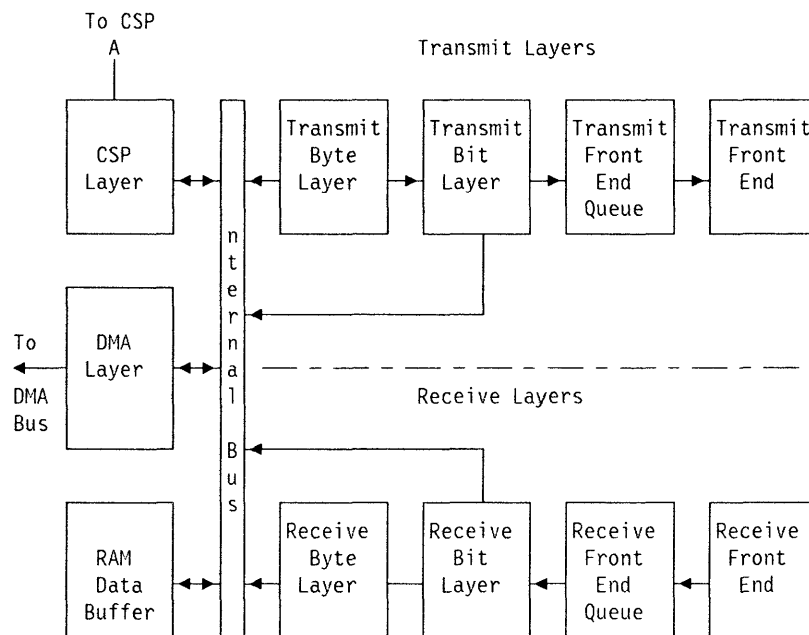 To CSP
A
Transmit Layers
CSP
Layer
Transmit
Byte
Layer
Transmit
Bit
Layer
Transmit
Front
End
Queue
Transmit
Front
End
nternal Bus
To
DMA
Bus
DMA
Layer
Receive Layers
RAM
Data
Buffer
Receive
Byte
Layer
Receive
Bit
Layer
Receive
Front
End
Queue
Receive
Front
End